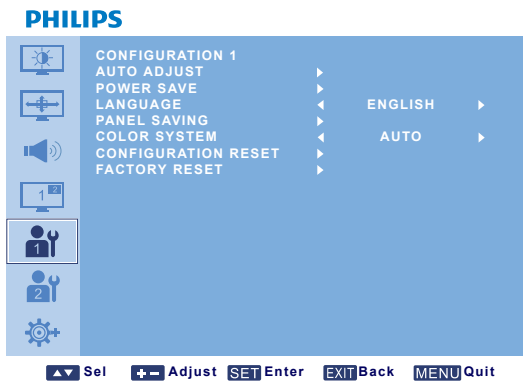 PHILIPS
CONFIGURATION 1
AUTO ADJUST
POWER SAVE
LANGUAGE ENGLISH
PANEL SAVING
COLOR SYSTEM AUTO
CONFIGURATION RESET
FACTORY RESET
1 2
1
2
Sel + - Adjust SET Enter EXIT Back MENU Quit